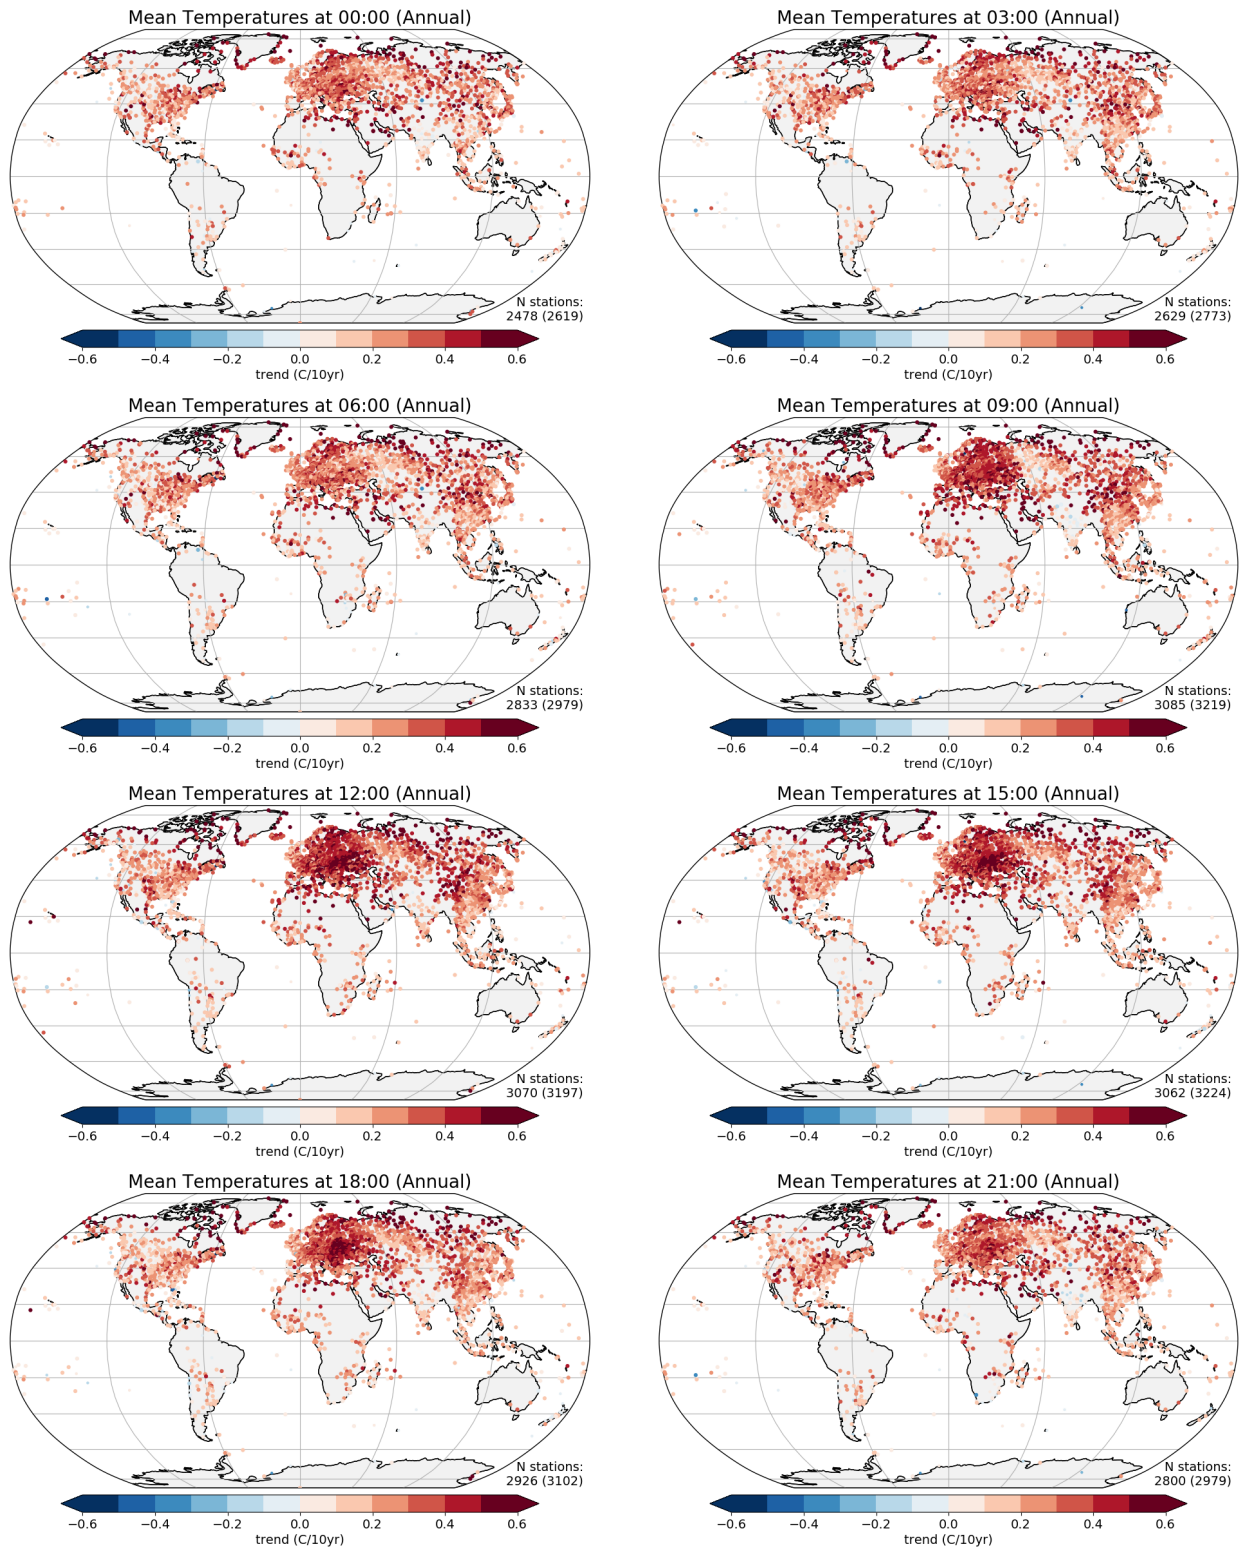 Mean Temperatures at 00:00 (Annual)
N stations:
2478 (2619)
−0.6 −0.4 −0.2 0.0 0.2 0.4 0.6
trend (C/10yr)
Mean Temperatures at 03:00 (Annual)
N stations:
2629 (2773)
−0.6 −0.4 −0.2 0.0 0.2 0.4 0.6
trend (C/10yr)
Mean Temperatures at 06:00 (Annual)
N stations:
2833 (2979)
−0.6 −0.4 −0.2 0.0 0.2 0.4 0.6
trend (C/10yr)
Mean Temperatures at 09:00 (Annual)
N stations:
3085 (3219)
−0.6 −0.4 −0.2 0.0 0.2 0.4 0.6
trend (C/10yr)
Mean Temperatures at 12:00 (Annual)
N stations:
3070 (3197)
−0.6 −0.4 −0.2 0.0 0.2 0.4 0.6
trend (C/10yr)
Mean Temperatures at 15:00 (Annual)
N stations:
3062 (3224)
−0.6 −0.4 −0.2 0.0 0.2 0.4 0.6
trend (C/10yr)
Mean Temperatures at 18:00 (Annual)
N stations:
2926 (3102)
−0.6 −0.4 −0.2 0.0 0.2 0.4 0.6
trend (C/10yr)
Mean Temperatures at 21:00 (Annual)
N stations:
2800 (2979)
−0.6 −0.4 −0.2 0.0 0.2 0.4 0.6
trend (C/10yr)